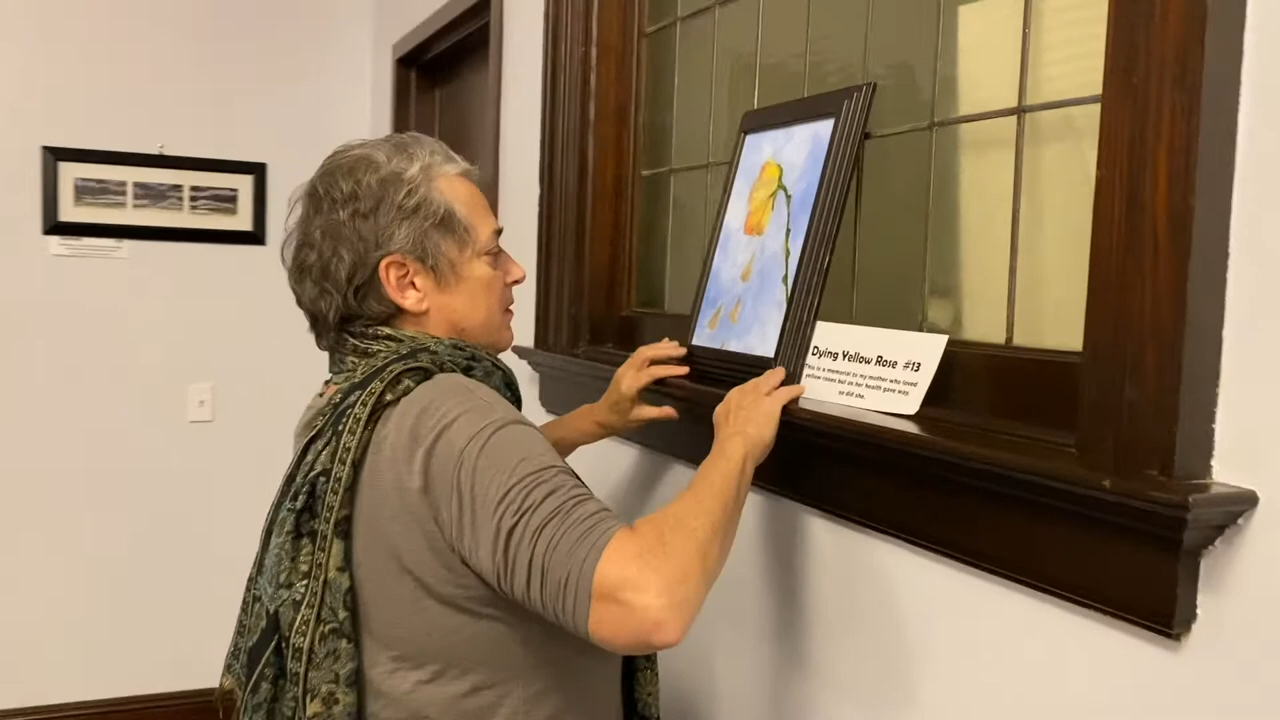 Dying Yellow Rose #13
This is a memorial to my mother who loved
yellow roses but as her health gave way,
so did she.